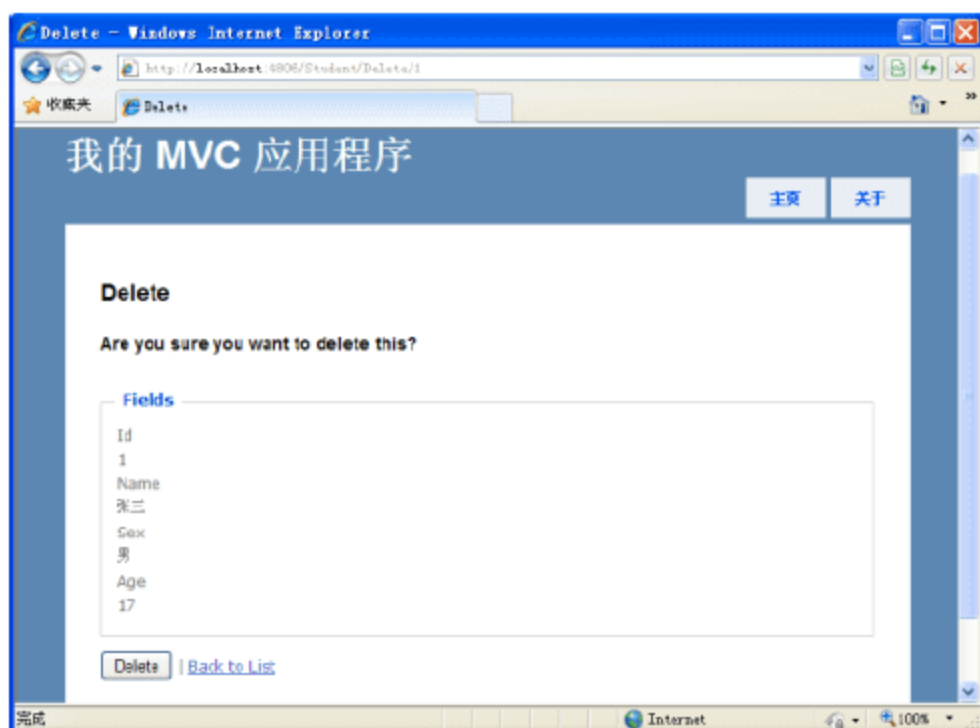 Delete - Windows Internet Explorer
http://localhost:4806/Student/Delete/1
收藏夹 Delete
我的 MVC 应用程序
主页 关于
Delete
Are you sure you want to delete this?
Fields
Id
1
Name
张三
Sex
男
Age
17
Delete | Back to List
完成 Internet 100%